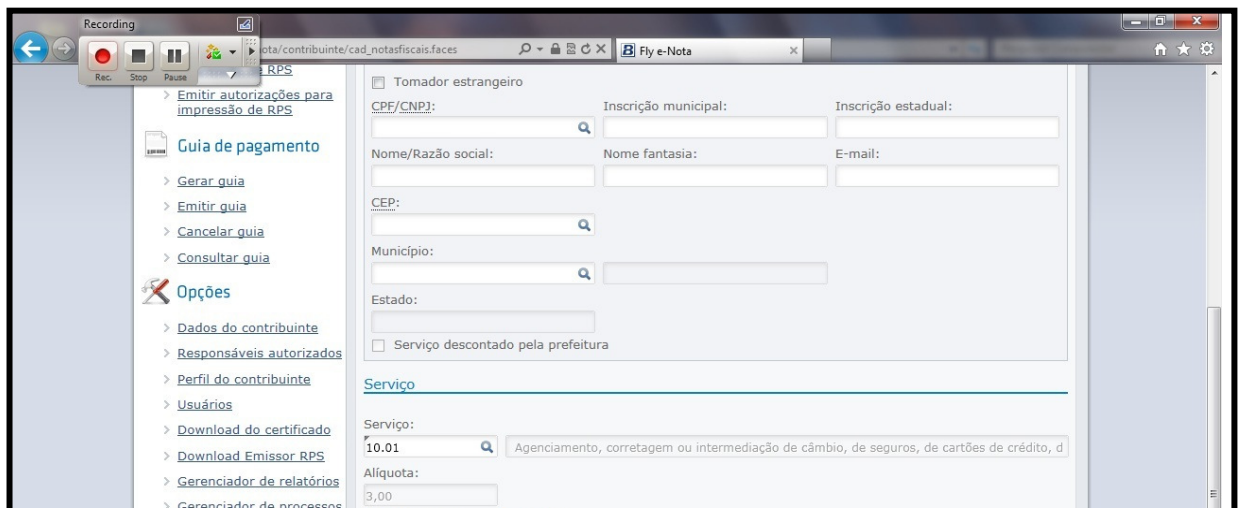 Recording
Rec. Stop Pause
ota/contribuinte/cad_notasfiscais.faces
Fly e-Nota
RPS
Emitir autorizações para
impressão de RPS
Guia de pagamento
Gerar guia
Emitir guia
Cancelar guia
Consultar guia
Opções
Dados do contribuinte
Responsáveis autorizados
Perfil do contribuinte
Usuários
Download do certificado
Download Emissor RPS
Gerenciador de relatórios
Gerenciador de processos
Tomador estrangeiro
CPF/CNPJ: Inscrição municipal: Inscrição estadual:
Nome/Razão social: Nome fantasia: E-mail:
CEP:
Município:
Estado:
Serviço descontado pela prefeitura
Serviço
Serviço:
10.01 Agenciamento, corretagem ou intermediação de câmbio, de seguros, de cartões de crédito, d
Alíquota:
3,00